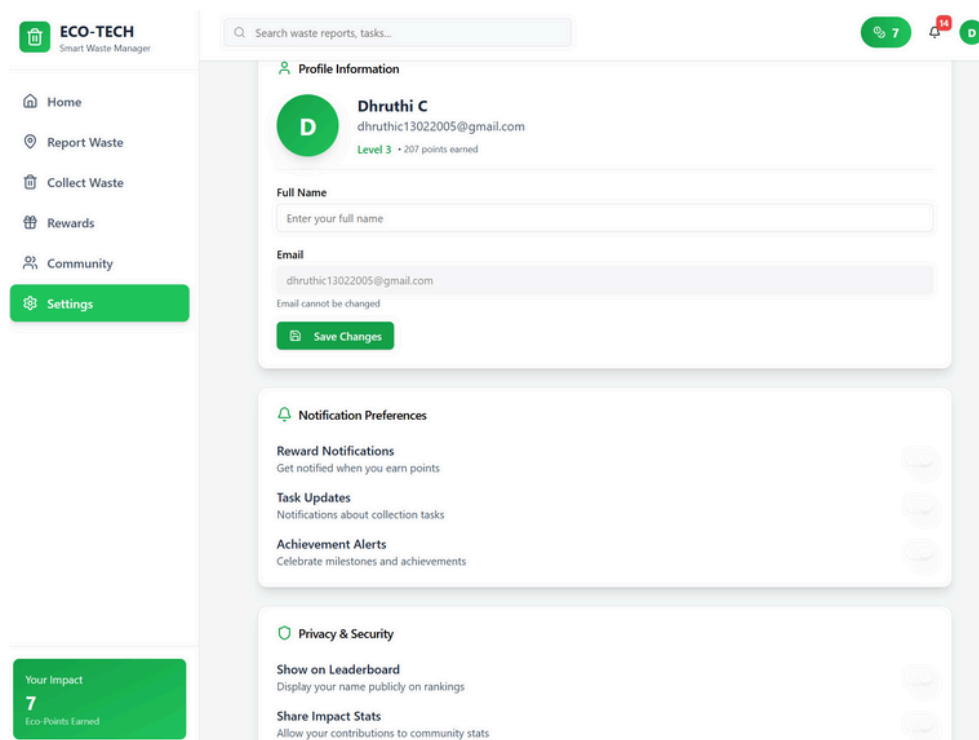 ECO-TECH
Smart Waste Manager
Search waste reports, tasks...
7
14
D
Home
Report Waste
Collect Waste
Rewards
Community
Settings
Your Impact
7
Eco-Points Earned
Profile Information
D
Dhruthi C
dhruthic13022005@gmail.com
Level 3 • 207 points earned
Full Name
Enter your full name
Email
dhruthic13022005@gmail.com
Email cannot be changed
Save Changes
Notification Preferences
Reward Notifications
Get notified when you earn points
Task Updates
Notifications about collection tasks
Achievement Alerts
Celebrate milestones and achievements
Privacy & Security
Show on Leaderboard
Display your name publicly on rankings
Share Impact Stats
Allow your contributions to community stats